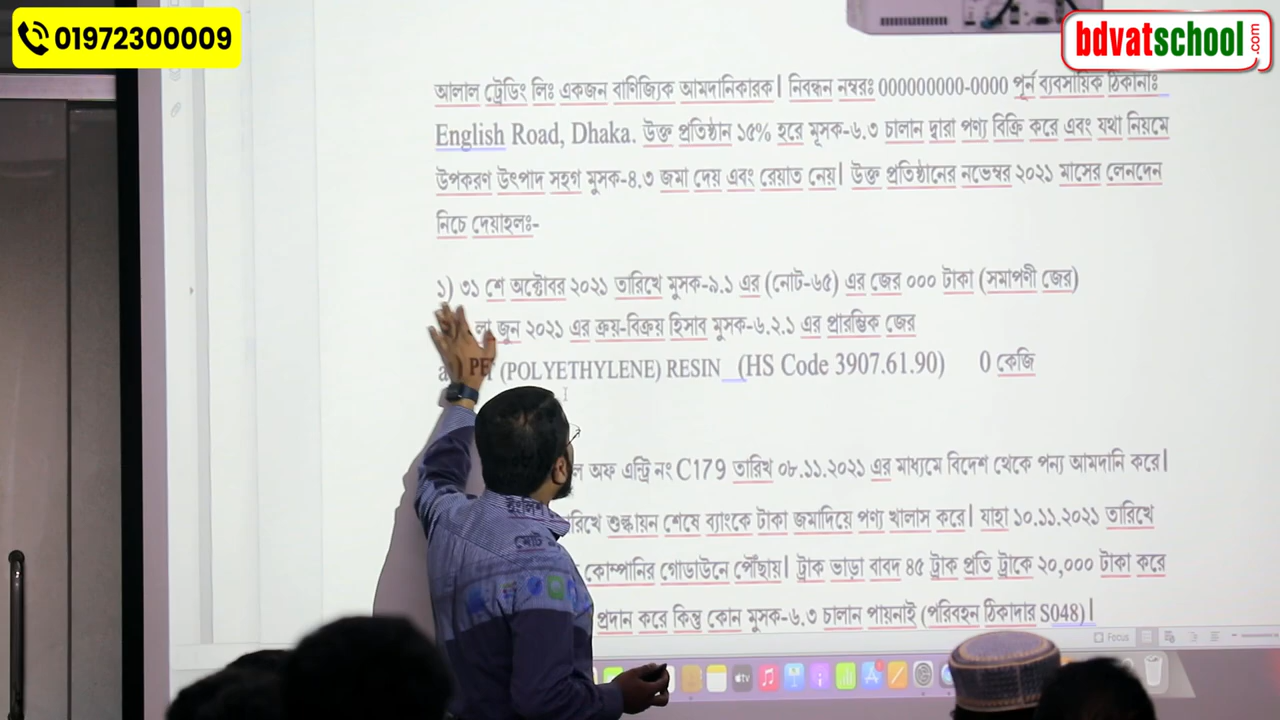 01972300009
bdvatschool.com
আলাল ট্রেডিং লিঃ একজন বাণিজ্যিক আমদানিকারক। নিবন্ধন নম্বরঃ 000000000-0000 পূর্ন ব্যবসায়িক ঠিকানাঃ
English Road, Dhaka. উক্ত প্রতিষ্ঠান ১৫% হরে মূসক-৬.৩ চালান দ্বারা পণ্য বিক্রি করে এবং যথা নিয়মে
উপকরণ উৎপাদ সহগ মুসক-৪.৩ জমা দেয় এবং রেয়াত নেয়। উক্ত প্রতিষ্ঠানের নভেম্বর ২০২১ মাসের লেনদেন
নিচে দেয়াহলঃ-
১) ৩১ শে অক্টোবর ২০২১ তারিখে মুসক-৯.১ এর (নোট-৬৫) এর জের ০০০ টাকা (সমাপণী জের)
লা জুন ২০২১ এর ক্রয়-বিক্রয় হিসাব মুসক-৬.২.১ এর প্রারম্ভিক জের
a) PET (POLYETHYLENE) RESIN (HS Code 3907.61.90) 0 কেজি
অফ এন্ট্রি নং C179 তারিখ ০৮.১১.২০২১ এর মাধ্যমে বিদেশ থেকে পন্য আমদানি করে।
রিখে শুল্কায়ন শেষে ব্যাংকে টাকা জমাদিয়ে পণ্য খালাস করে। যাহা ১০.১১.২০২১ তারিখে
কোম্পানির গোডাউনে পৌঁছায়। ট্রাক ভাড়া বাবদ ৪৫ ট্রাক প্রতি ট্রাকে ২০,০০০ টাকা করে
প্রদান করে কিন্তু কোন মুসক-৬.৩ চালান পায়নাই (পরিবহন ঠিকাদার S048)।
Focus